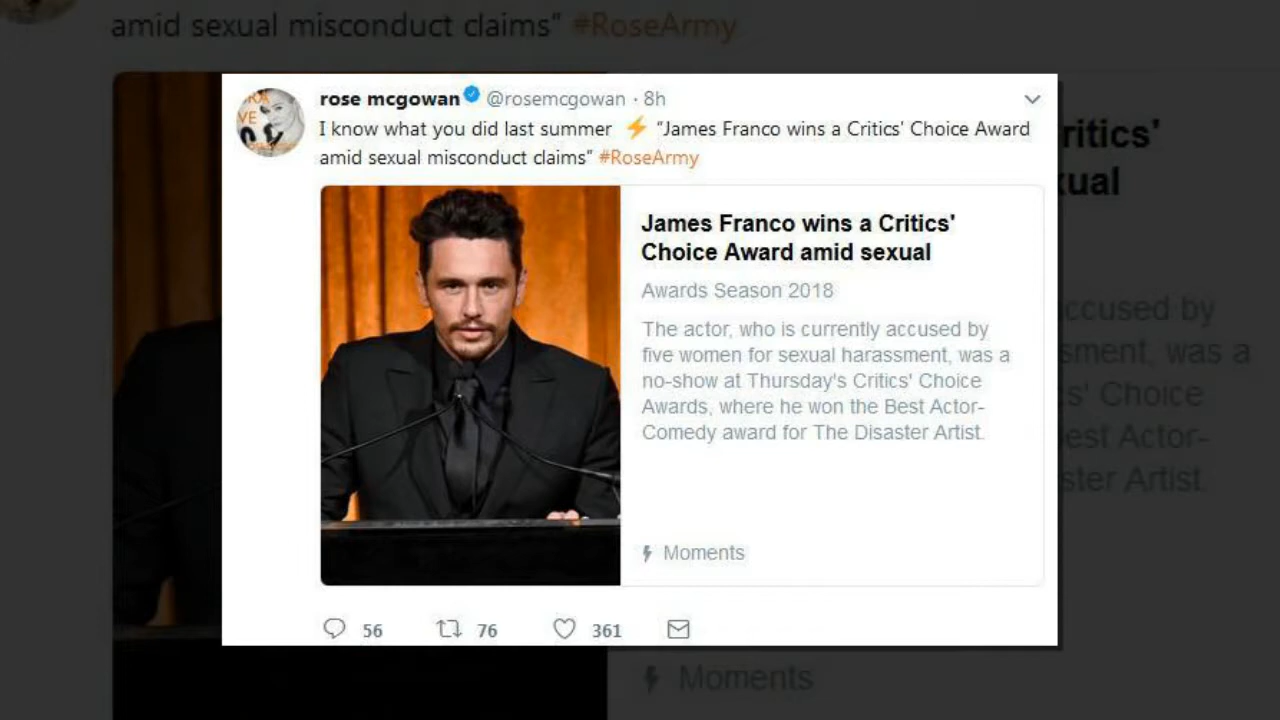 amid sexual misconduct claims" #RoseArmy
rose mcgowan @rosemcgowan · 8h
I know what you did last summer ⚡ "James Franco wins a Critics' Choice Award
amid sexual misconduct claims" #RoseArmy
James Franco wins a Critics'
Choice Award amid sexual
Awards Season 2018
The actor, who is currently accused by
five women for sexual harassment, was a
no-show at Thursday's Critics' Choice
Awards, where he won the Best Actor-
Comedy award for The Disaster Artist.
Moments
56 76 361
ritics'
xual
ccused by
sment, was a
s' Choice
est Actor-
ster Artist.
Moments